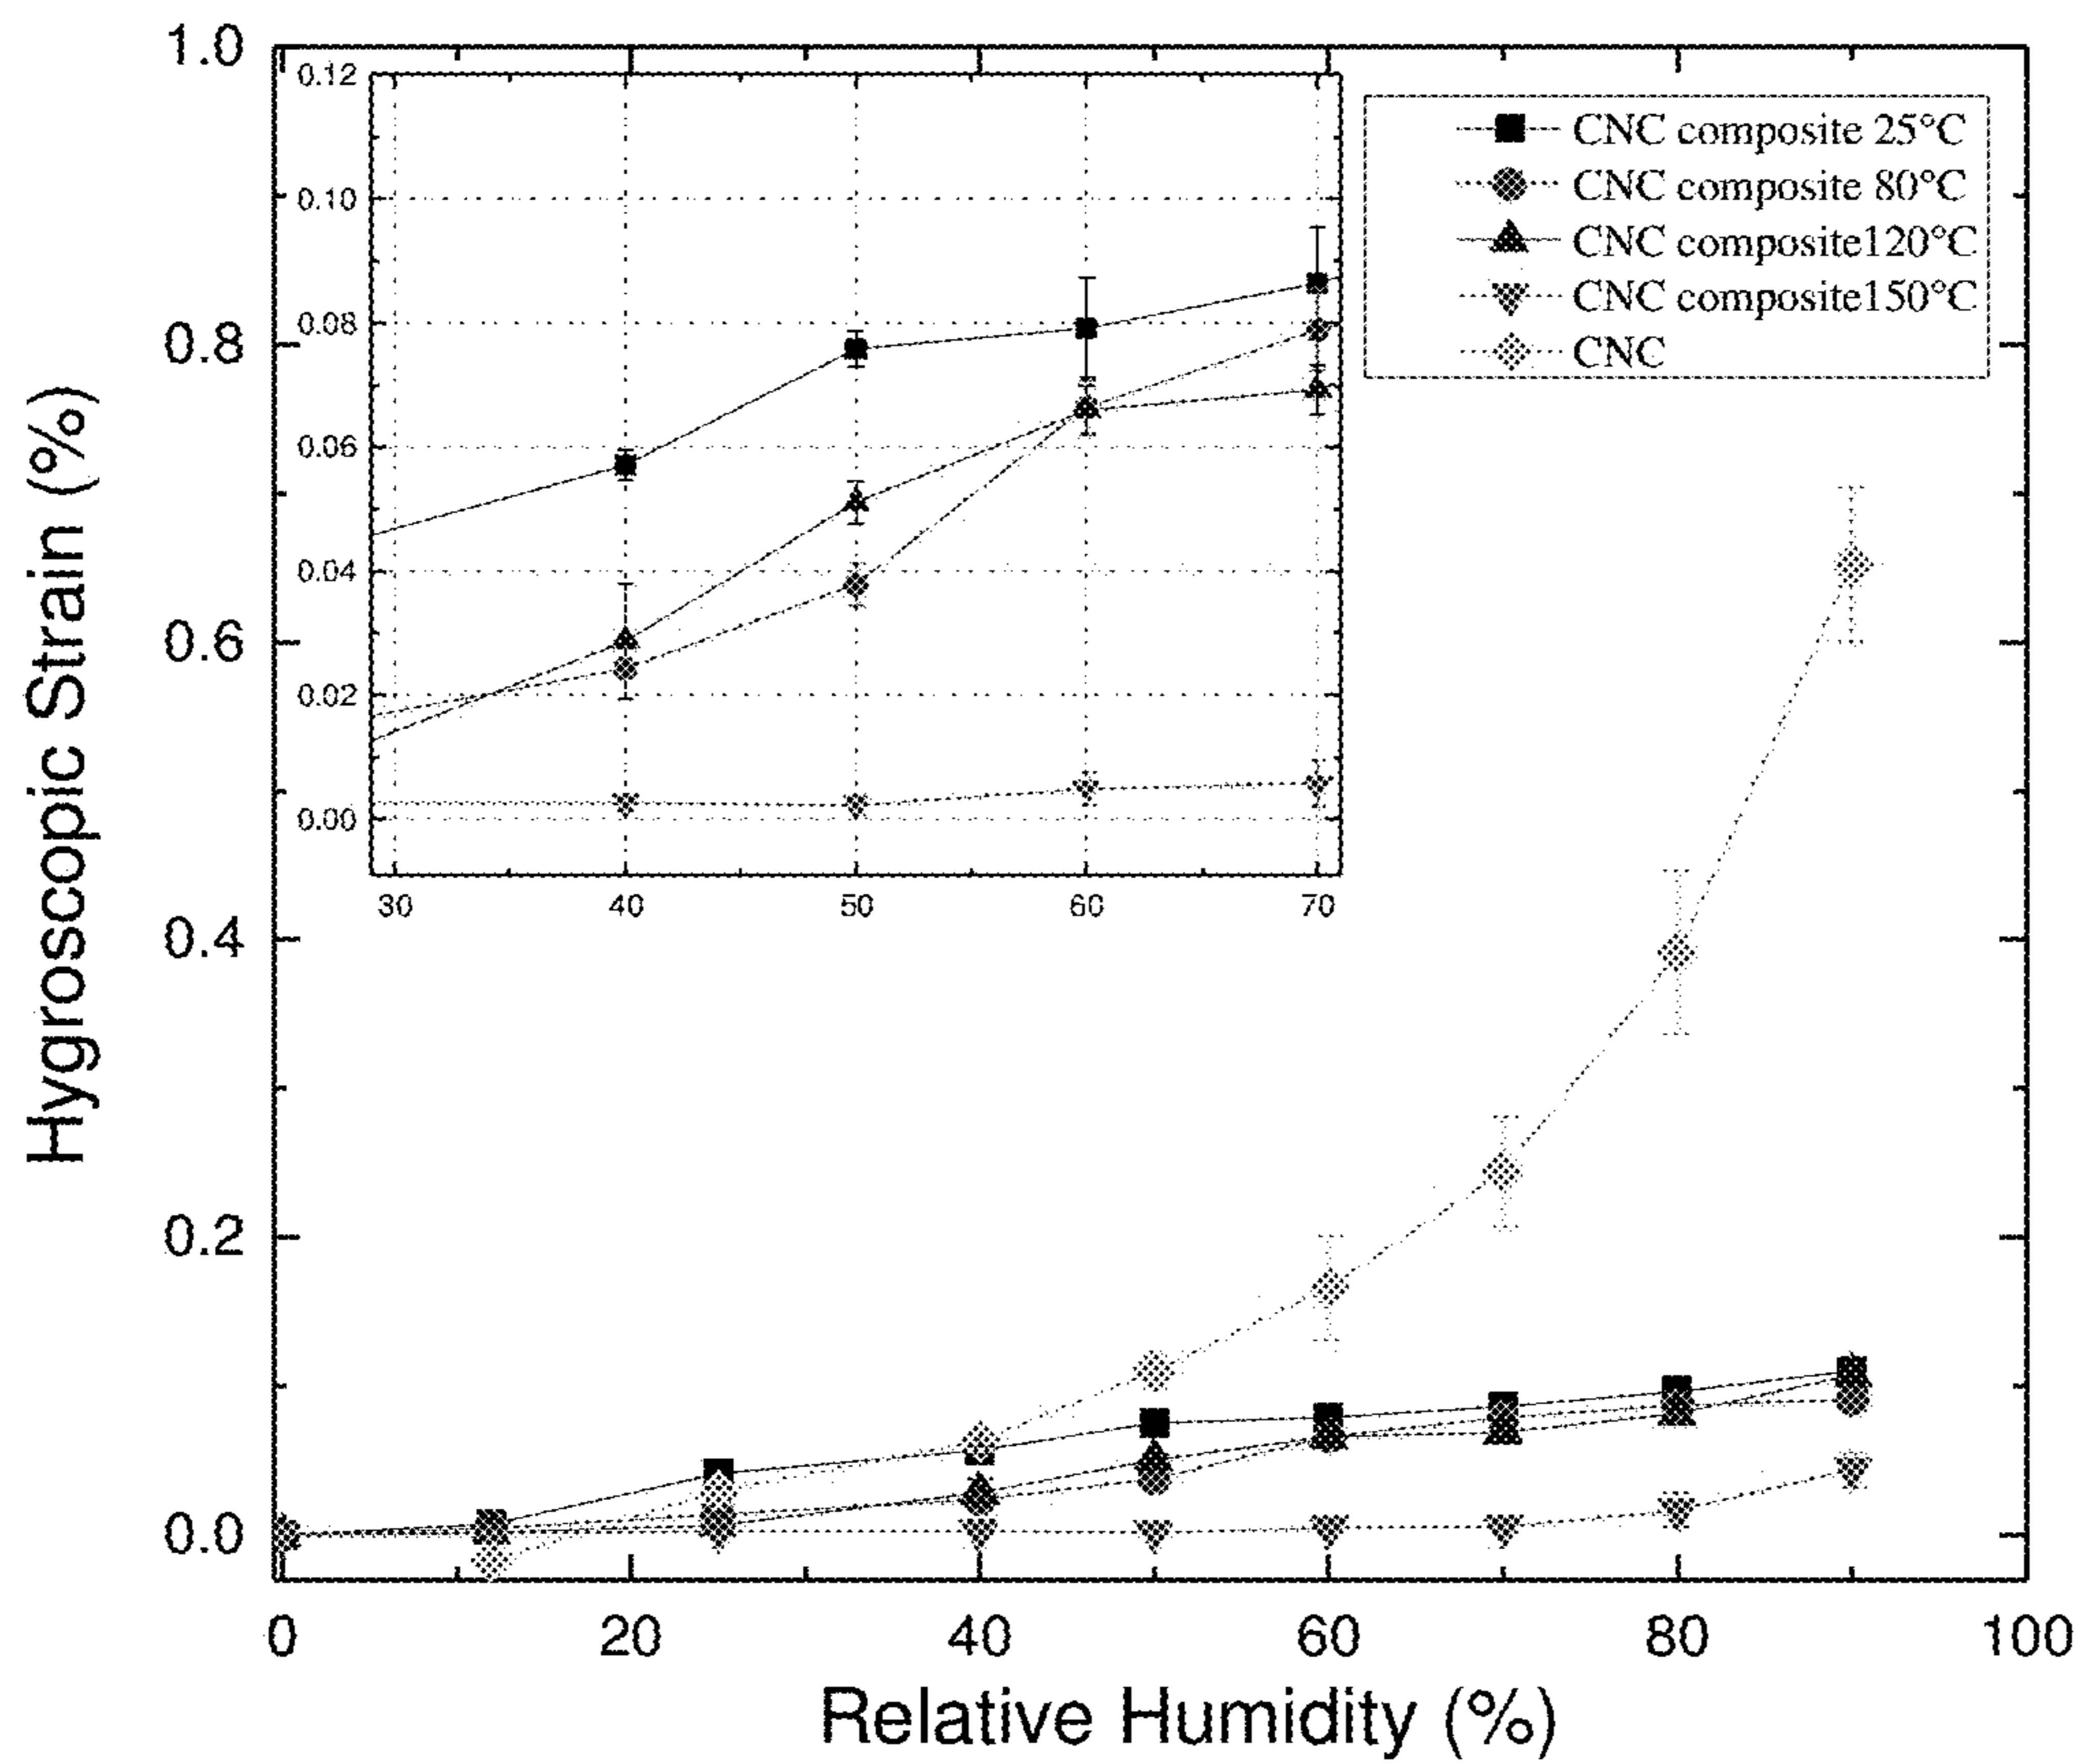 Hygroscopic Strain (%)
1.0
0.8
0.6
0.4
0.2
0.0
0.12
0.10
0.08
0.06
0.04
0.02
0.00
30 40 50 60 70
CNC composite 25°C
CNC composite 80°C
CNC composite120°C
CNC composite150°C
CNC
0 20 40 60 80 100
Relative Humidity (%)